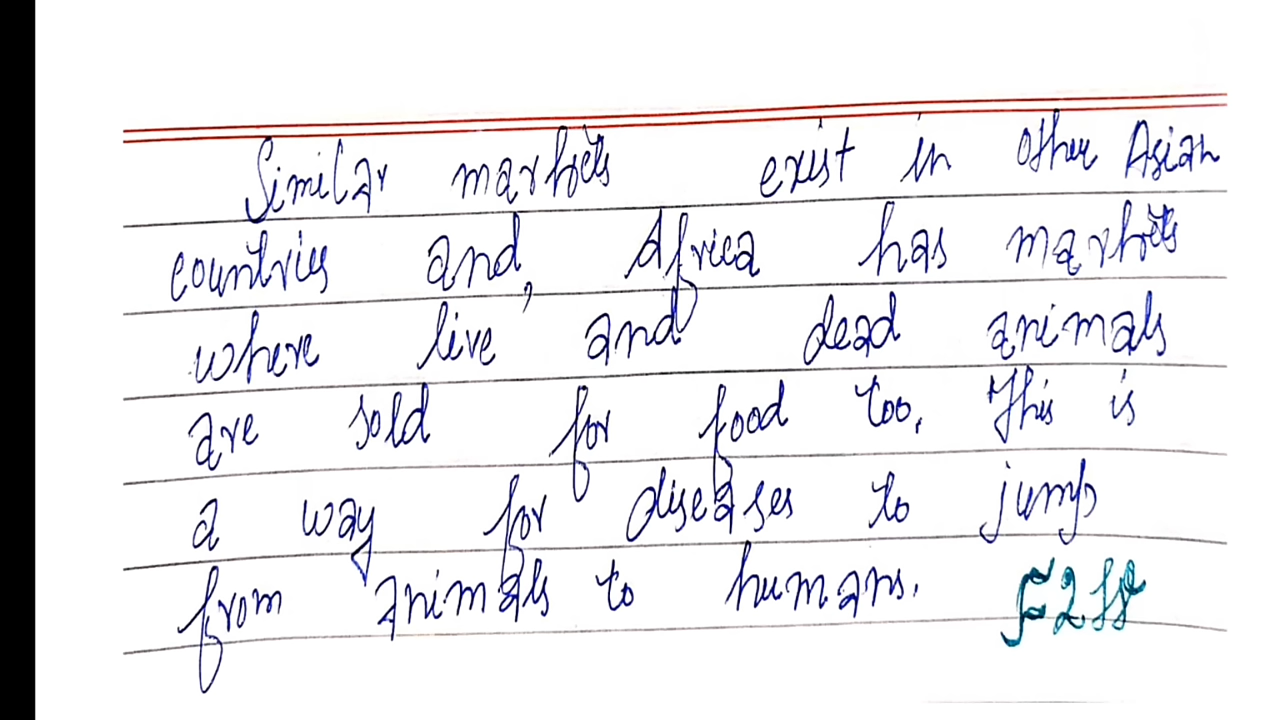 Similar markets exist in other Asian
countries and, Africa has markets
where live and dead animals
are sold for food too. This is
a way for diseases to jump
from animals to humans.